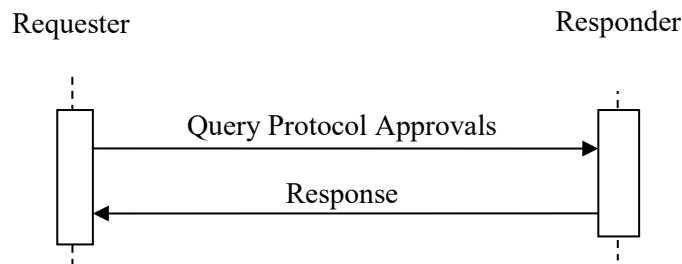 Requester
Responder
Query Protocol Approvals
Response